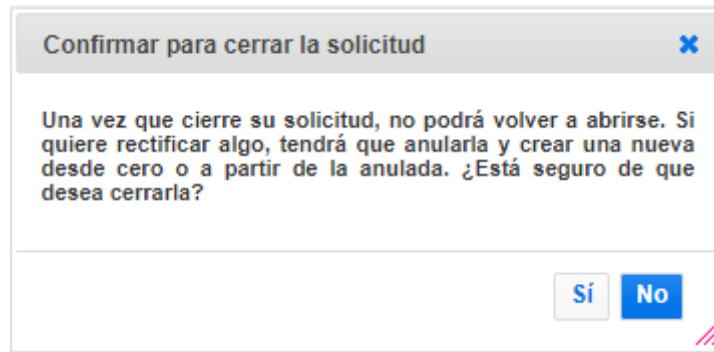 Confirmar para cerrar la solicitud
Una vez que cierre su solicitud, no podrá volver a abrirse. Si
quiere rectificar algo, tendrá que anularla y crear una nueva
desde cero o a partir de la anulada. ¿Está seguro de que
desea cerrarla?
Sí No